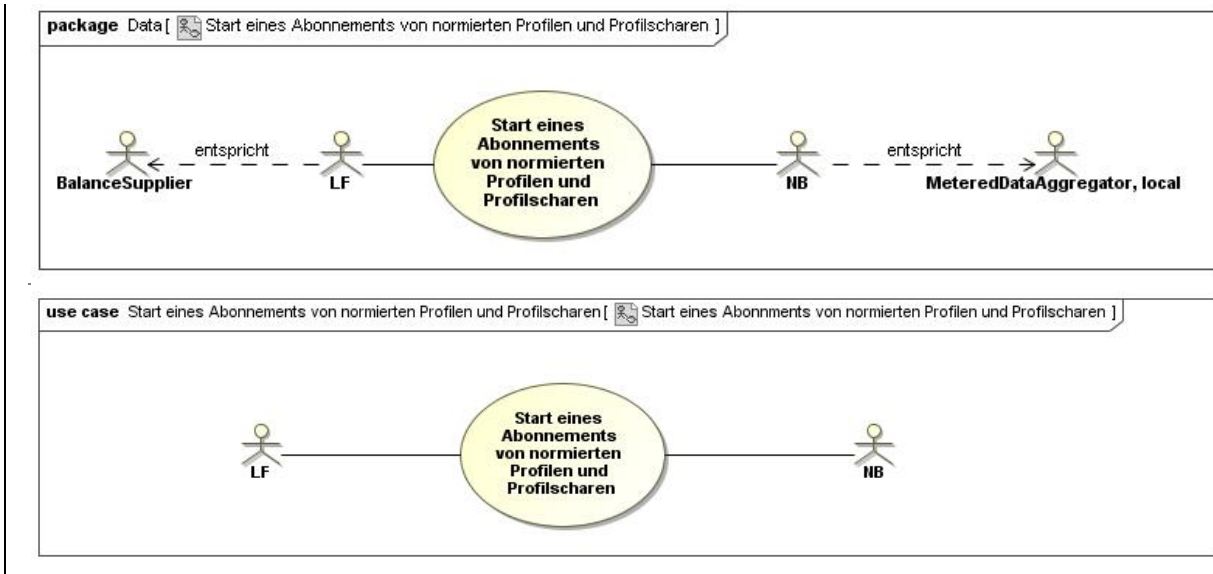 package Data [ Start eines Abonnements von normierten Profilen und Profilscharen ]
Start eines
Abonnements
von normierten
Profilen und
Profilscharen
entspricht
entspricht
BalanceSupplier
LF
NB
MeteredDataAggregator, local
use case Start eines Abonnements von normierten Profilen und Profilscharen [ Start eines Abonnments von normierten Profilen und Profilscharen ]
Start eines
Abonnements
von normierten
Profilen und
Profilscharen
LF
NB